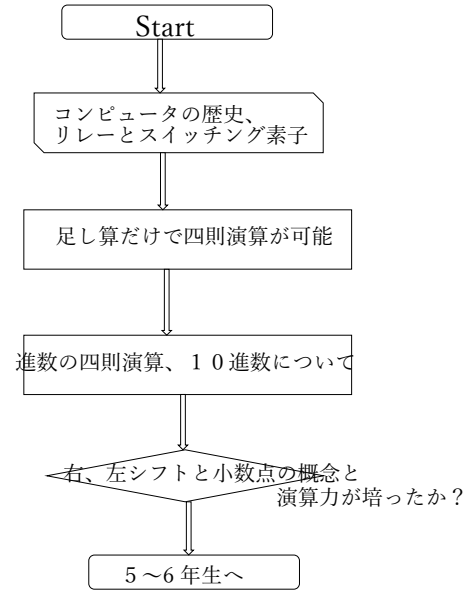 Start
コンピュータの歴史、
リレーとスイッチング素子
足し算だけで四則演算が可能
進数の四則演算、１０進数について
右、左シフトと小数点の概念と
演算力が培ったか？
５～6 年生へ